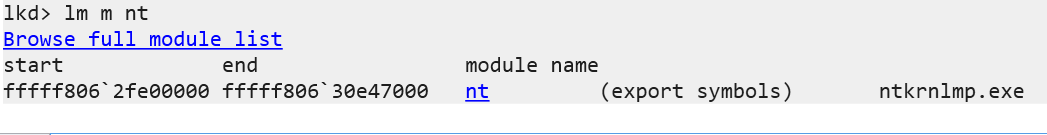 lkd> lm m nt
Browse full module list
start end module name
fffff806`2fe00000 fffff806`30e47000 nt (export symbols) ntkrnlmp.exe